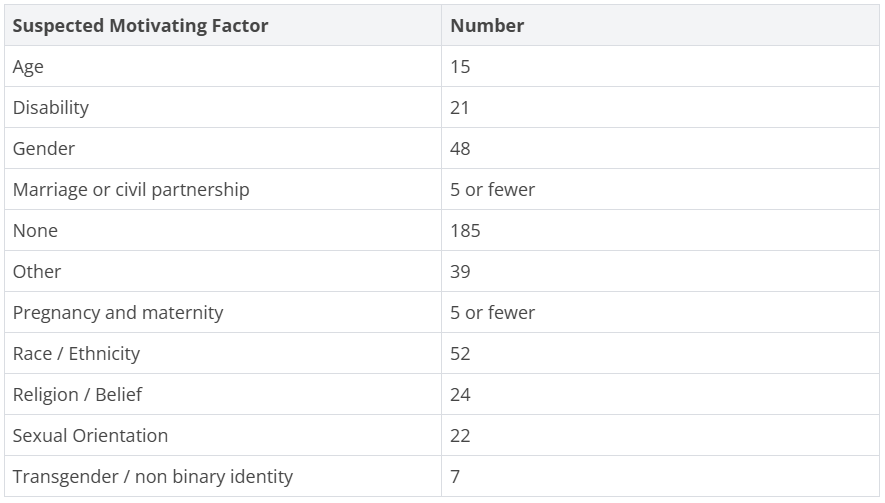 Suspected Motivating Factor Number
Age 15
Disability 21
Gender 48
Marriage or civil partnership 5 or fewer
None 185
Other 39
Pregnancy and maternity 5 or fewer
Race / Ethnicity 52
Religion / Belief 24
Sexual Orientation 22
Transgender / non binary identity 7